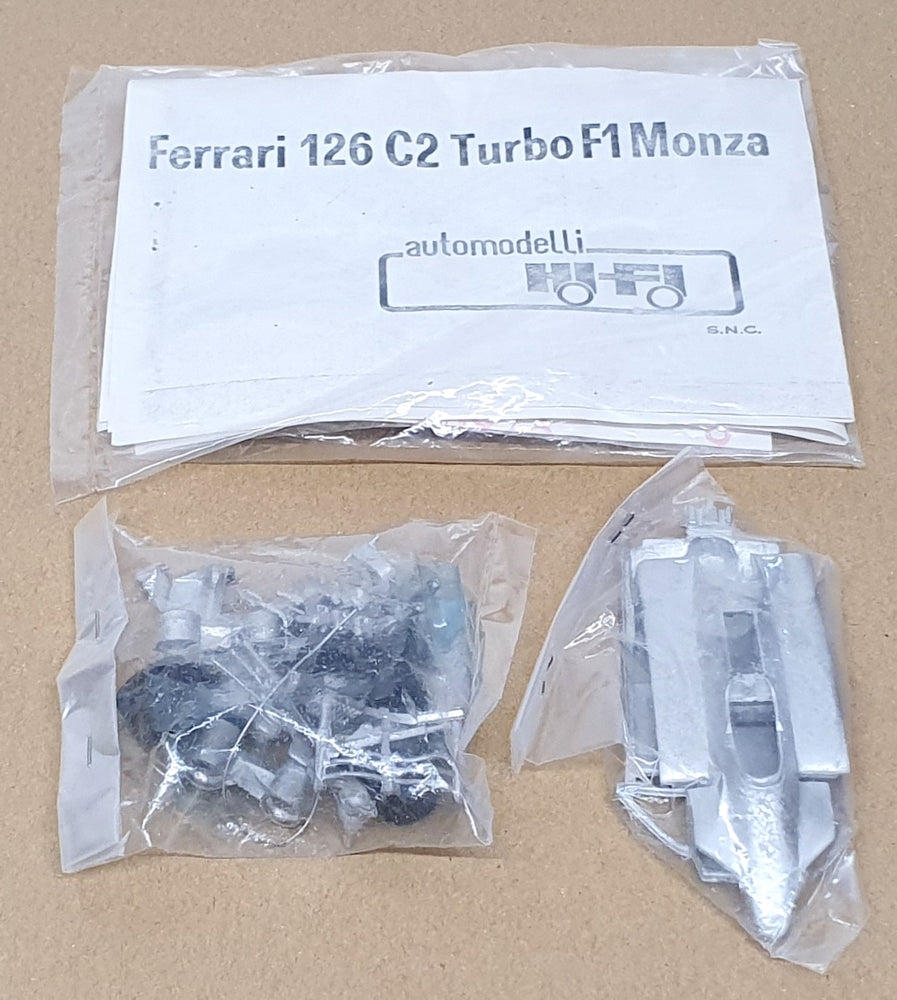 Ferrari 126 C2 Turbo F1 Monza
automodelli
HI-FI
S.N.C.